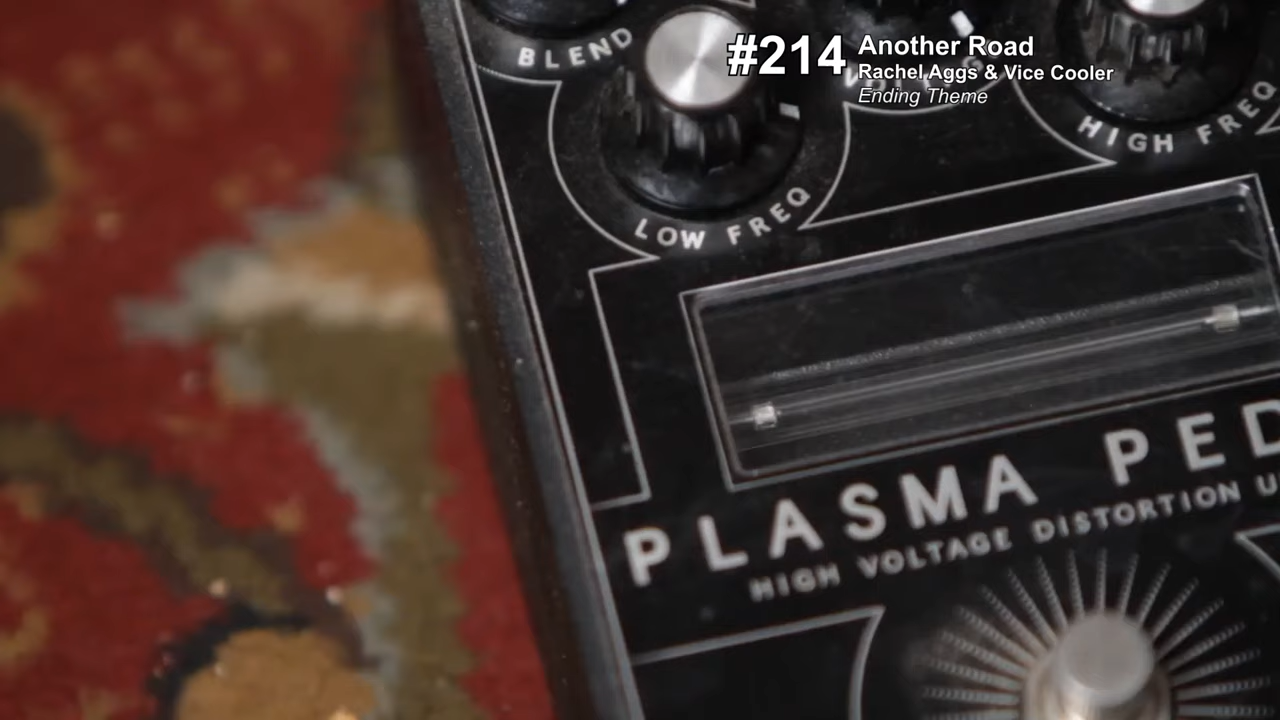 #214
Another Road
Rachel Aggs & Vice Cooler
Ending Theme
BLEND
HIGH FREQ
LOW FREQ
PLASMA PED
HIGH VOLTAGE DISTORTION U